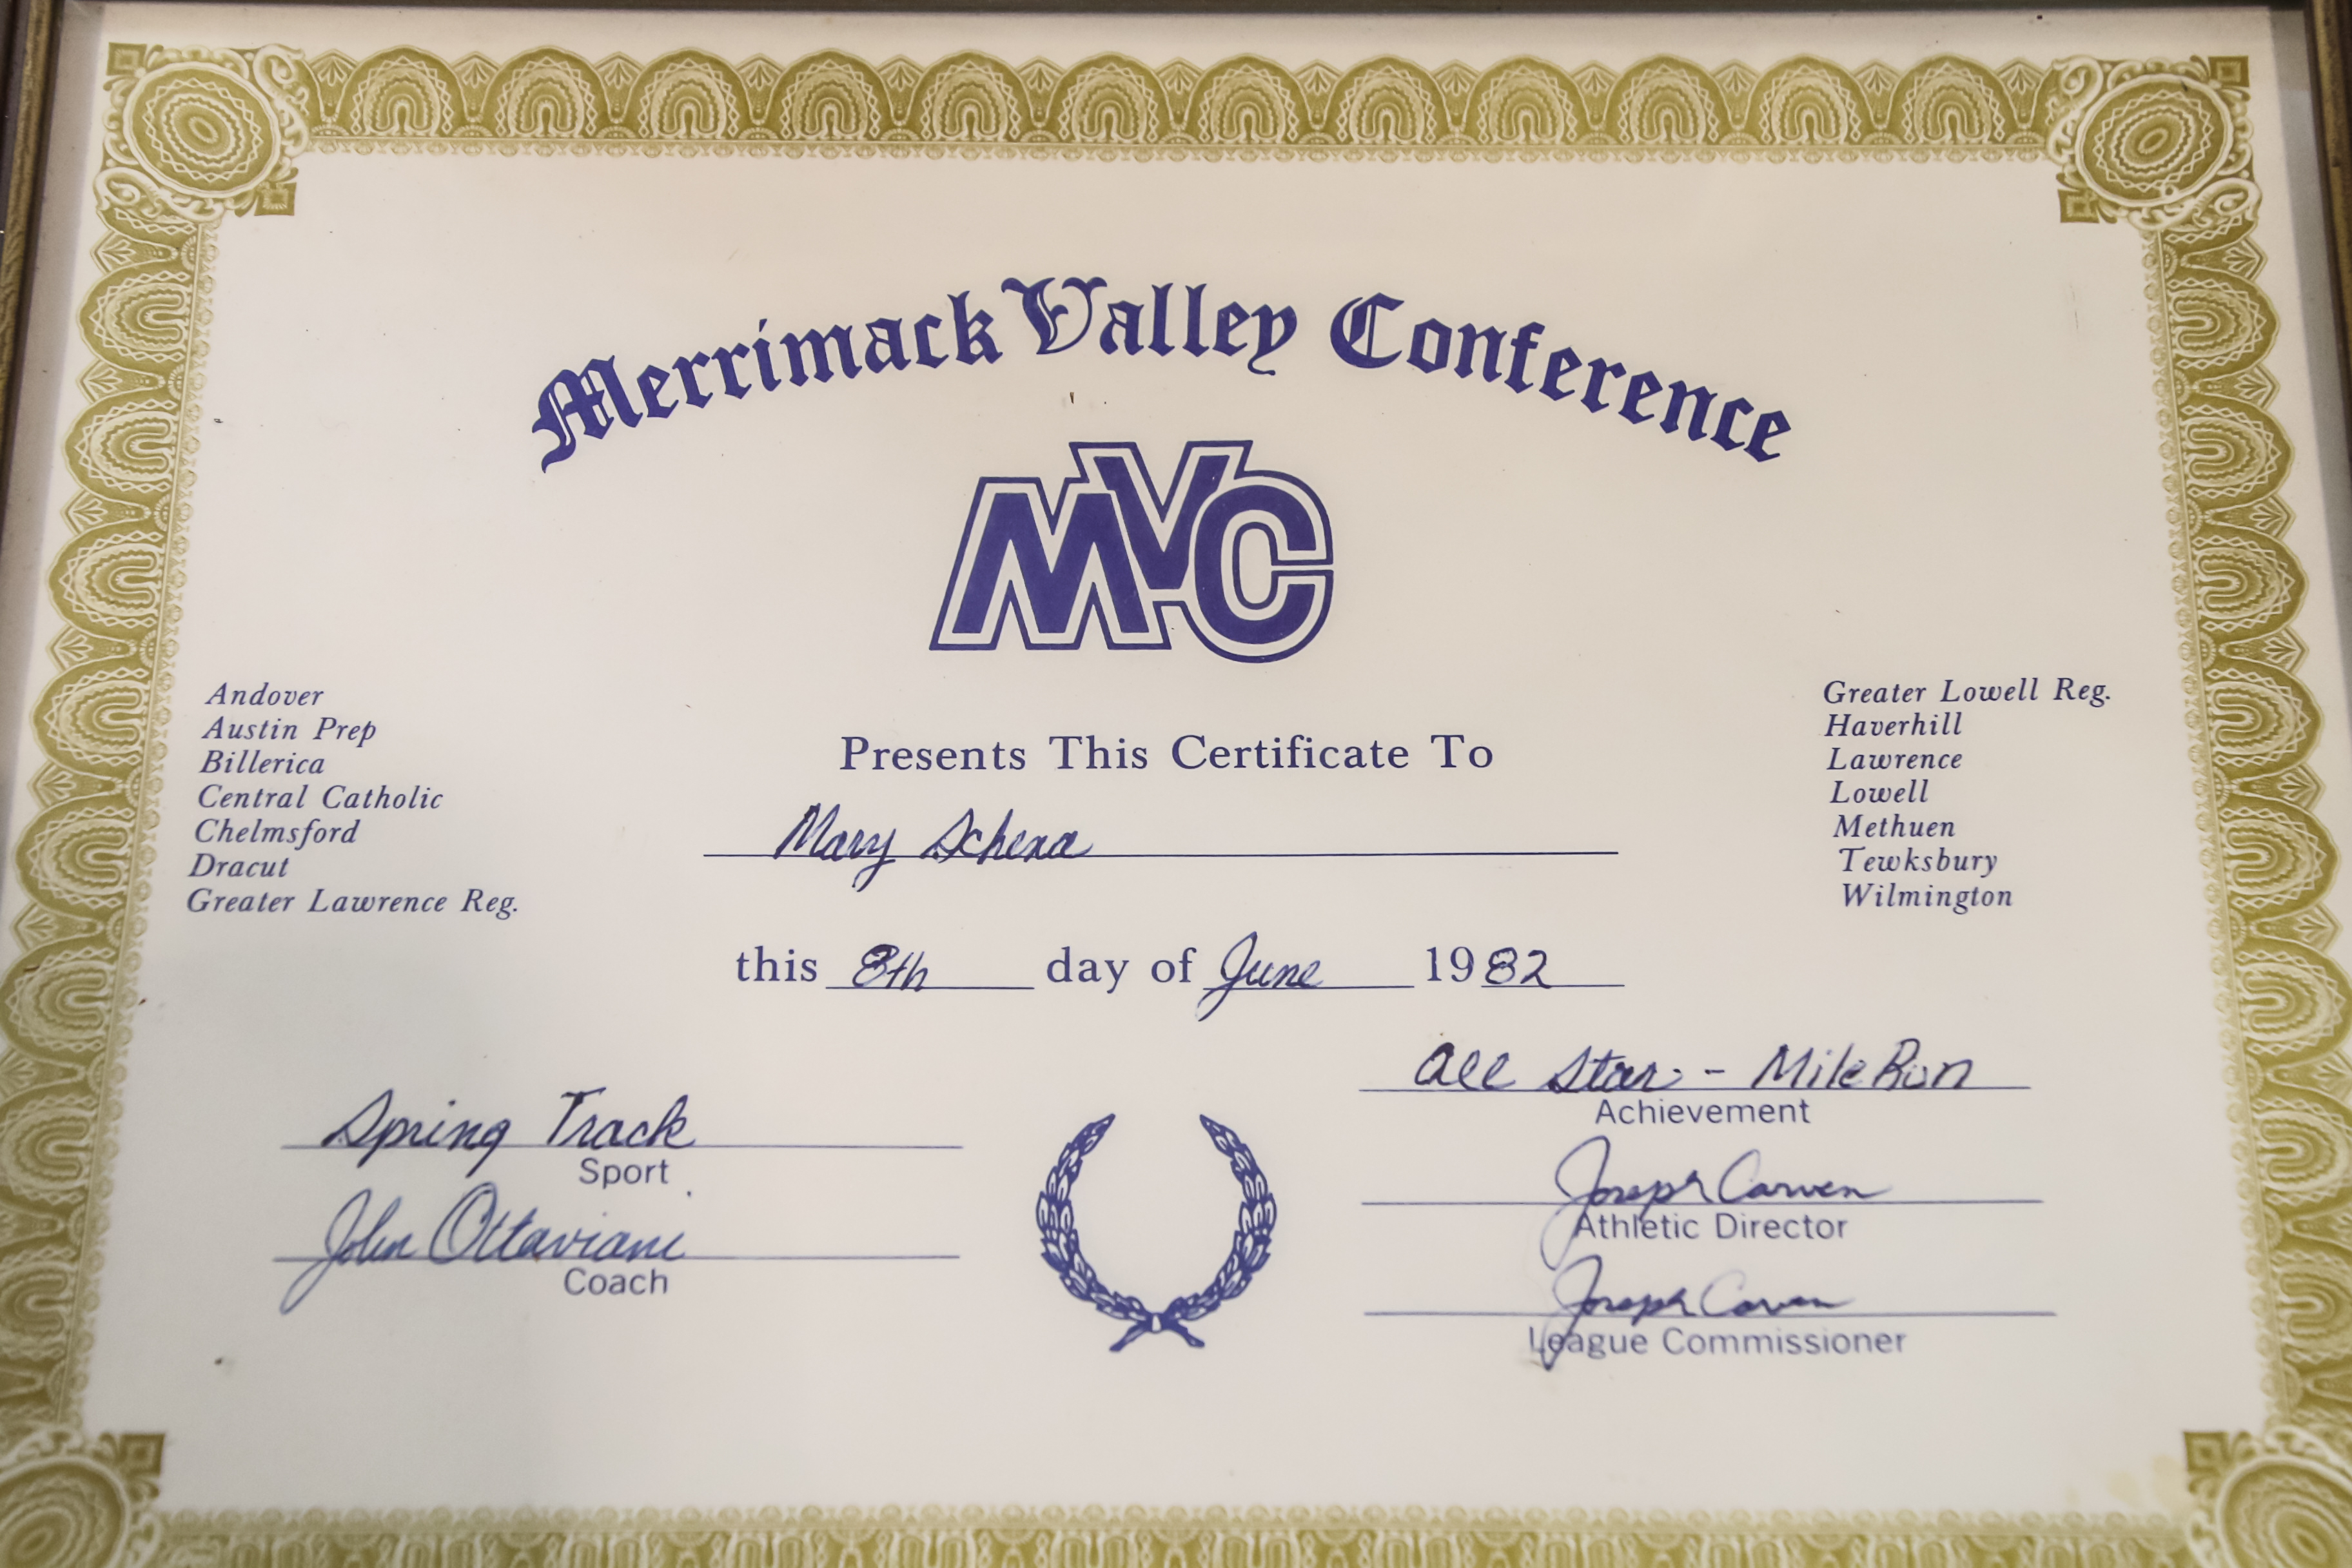 Merrimack Valley Conference
MVC
Andover
Austin Prep
Billerica
Central Catholic
Chelmsford
Dracut
Greater Lawrence Reg.
Greater Lowell Reg.
Haverhill
Lawrence
Lowell
Methuen
Tewksbury
Wilmington
Presents This Certificate To
Mary Schena
this 8th day of June 1982
Spring Track
Sport
John Ottaviani
Coach
All Star - Mile Run
Achievement
Joseph Carven
Athletic Director
Joseph Carven
League Commissioner